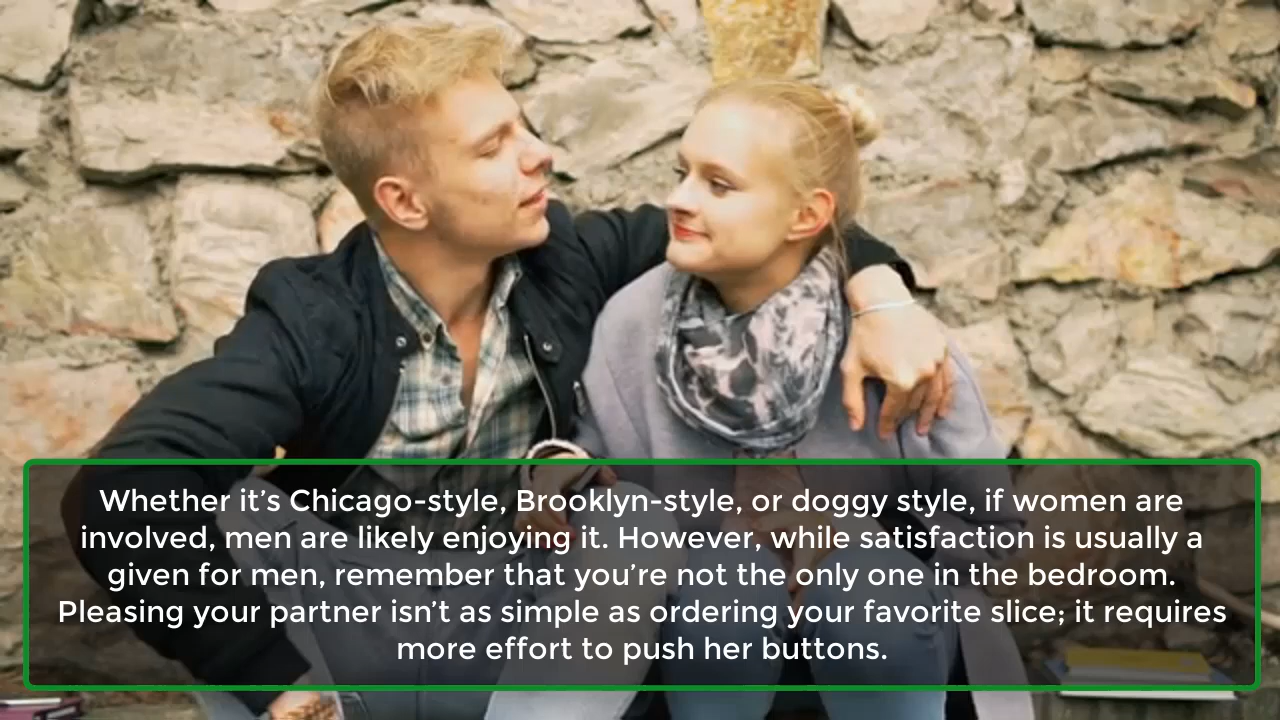 Whether it’s Chicago-style, Brooklyn-style, or doggy style, if women are
involved, men are likely enjoying it. However, while satisfaction is usually a
given for men, remember that you’re not the only one in the bedroom.
Pleasing your partner isn’t as simple as ordering your favorite slice; it requires
more effort to push her buttons.